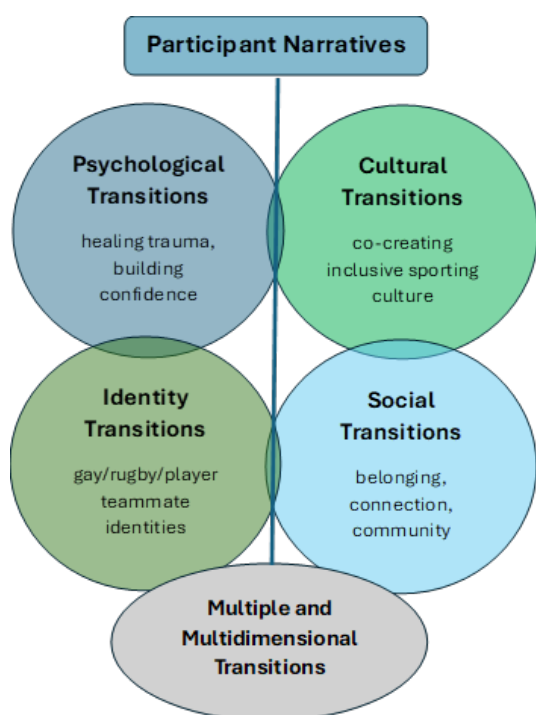 Participant Narratives
Psychological
Transitions
healing trauma,
building
confidence
Cultural
Transitions
co-creating
inclusive sporting
culture
Identity
Transitions
gay/rugby/player
teammate
identities
Social
Transitions
belonging,
connection,
community
Multiple and
Multidimensional
Transitions